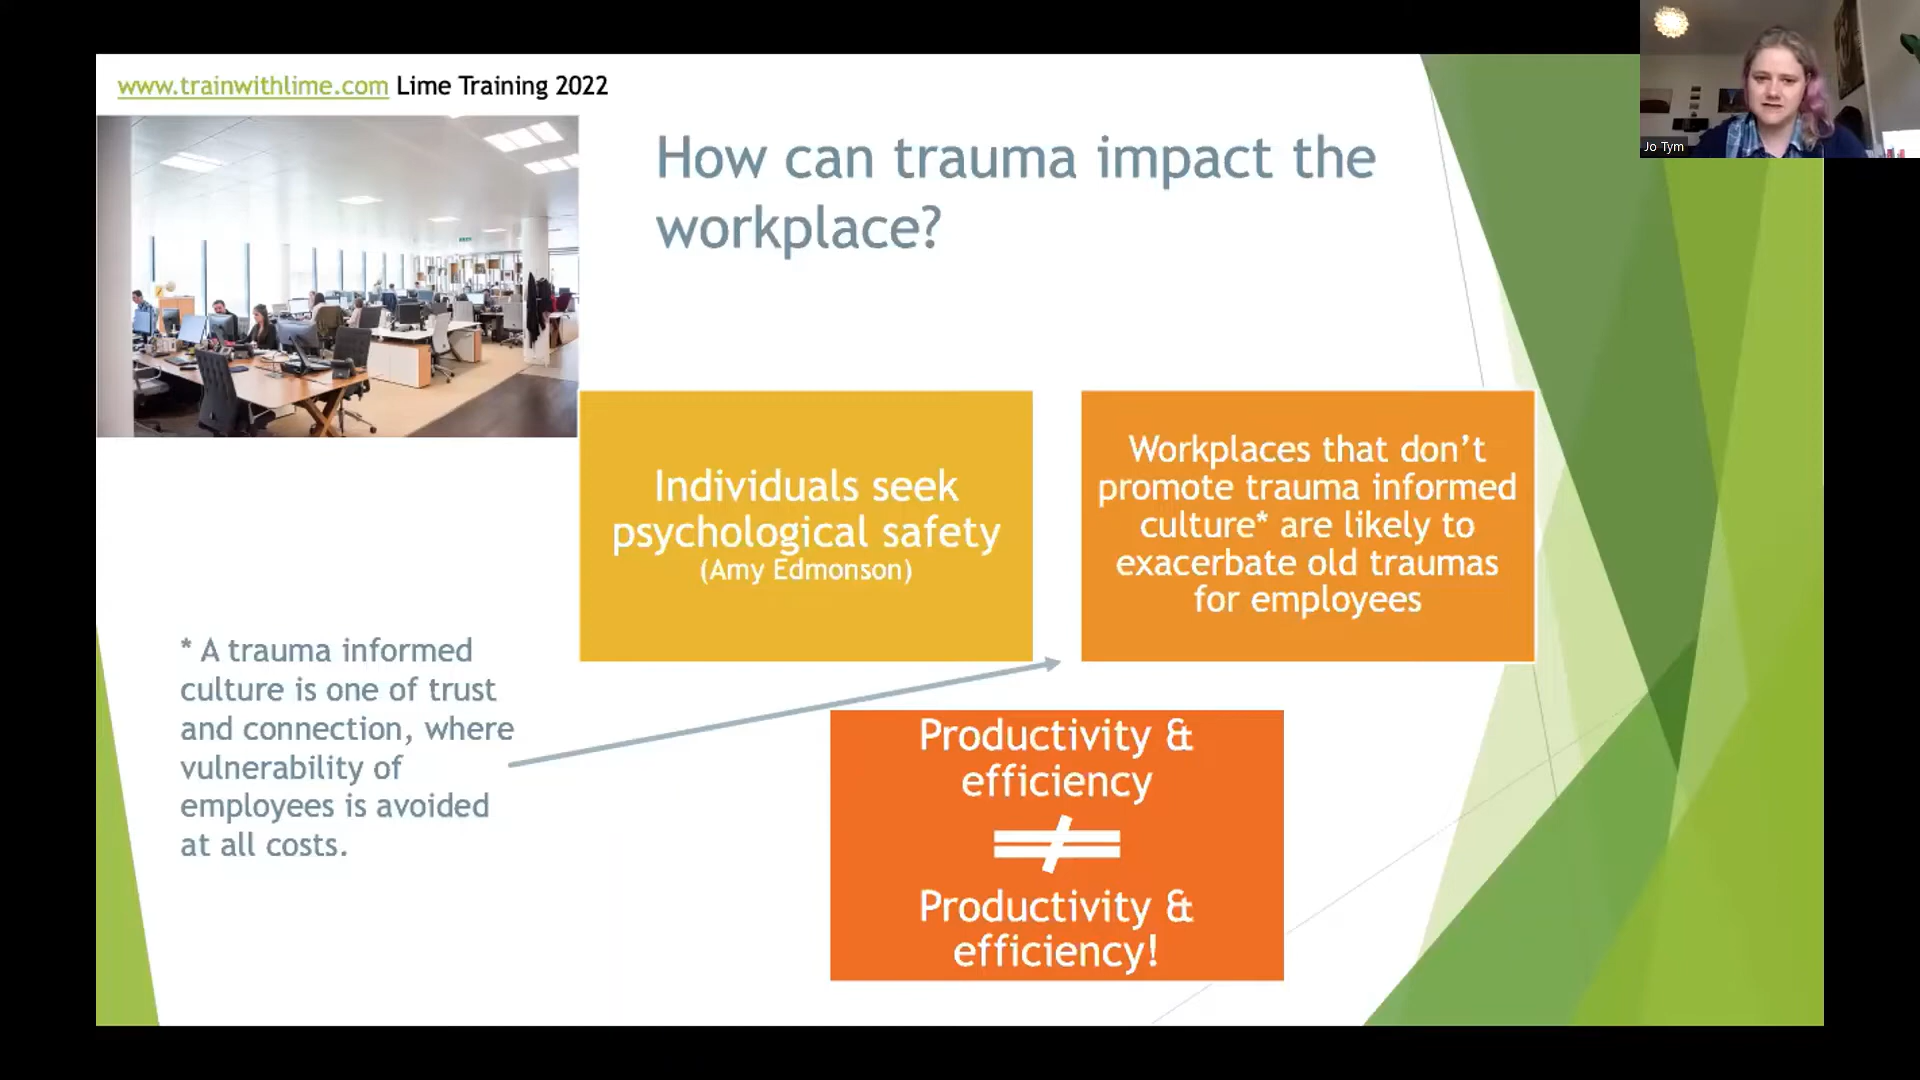 www.trainwithlime.com Lime Training 2022
How can trauma impact the
workplace?
Individuals seek
psychological safety
(Amy Edmonson)
Workplaces that don't
promote trauma informed
culture* are likely to
exacerbate old traumas
for employees
* A trauma informed
culture is one of trust
and connection, where
vulnerability of
employees is avoided
at all costs.
Productivity &
efficiency
≠
Productivity &
efficiency!
Jo Tym